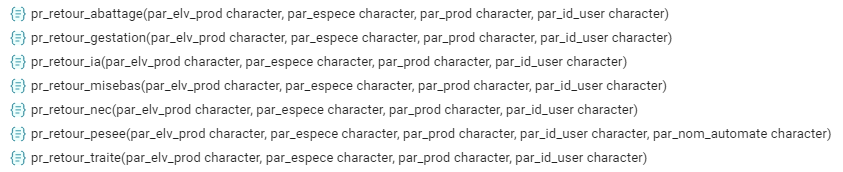 pr_retour_abattage(par_elv_prod character, par_espece character, par_prod character, par_id_user character)
pr_retour_gestation(par_elv_prod character, par_espece character, par_prod character, par_id_user character)
pr_retour_ia(par_elv_prod character, par_espece character, par_prod character, par_id_user character)
pr_retour_misebas(par_elv_prod character, par_espece character, par_prod character, par_id_user character)
pr_retour_nec(par_elv_prod character, par_espece character, par_prod character, par_id_user character)
pr_retour_pesee(par_elv_prod character, par_espece character, par_prod character, par_id_user character, par_nom_automate character)
pr_retour_traite(par_elv_prod character, par_espece character, par_prod character, par_id_user character)